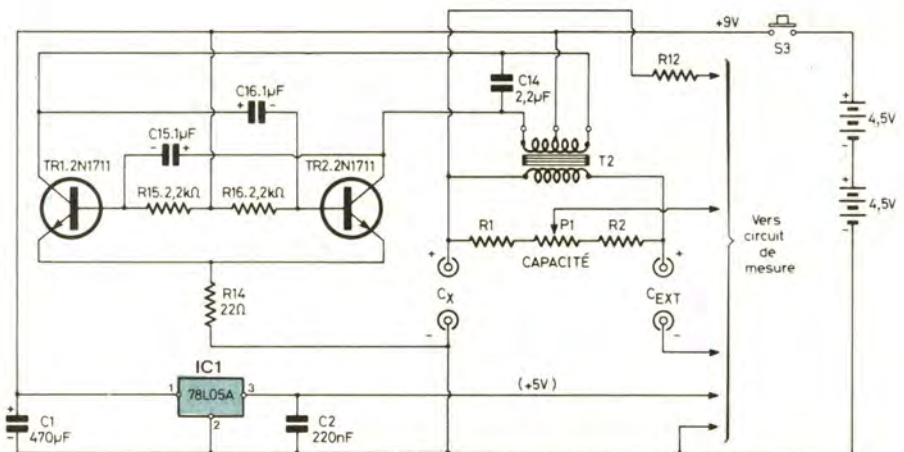 +9V
S3
R12
C14
2,2µF
C16.1µF
+ -
C15.1µF
- +
+
4,5V
TR1.2N1711
TR2.2N1711
T2
R15.2,2kΩ
R16.2,2kΩ
+
4,5V
R1
P1
R2
CAPACITÉ
Vers
circuit
de
mesure
+
+
R14
22Ω
CX
CEXT
-
-
IC1
1
78L05A
3
2
(+5V)
+
C1
-
470µF
C2
220nF